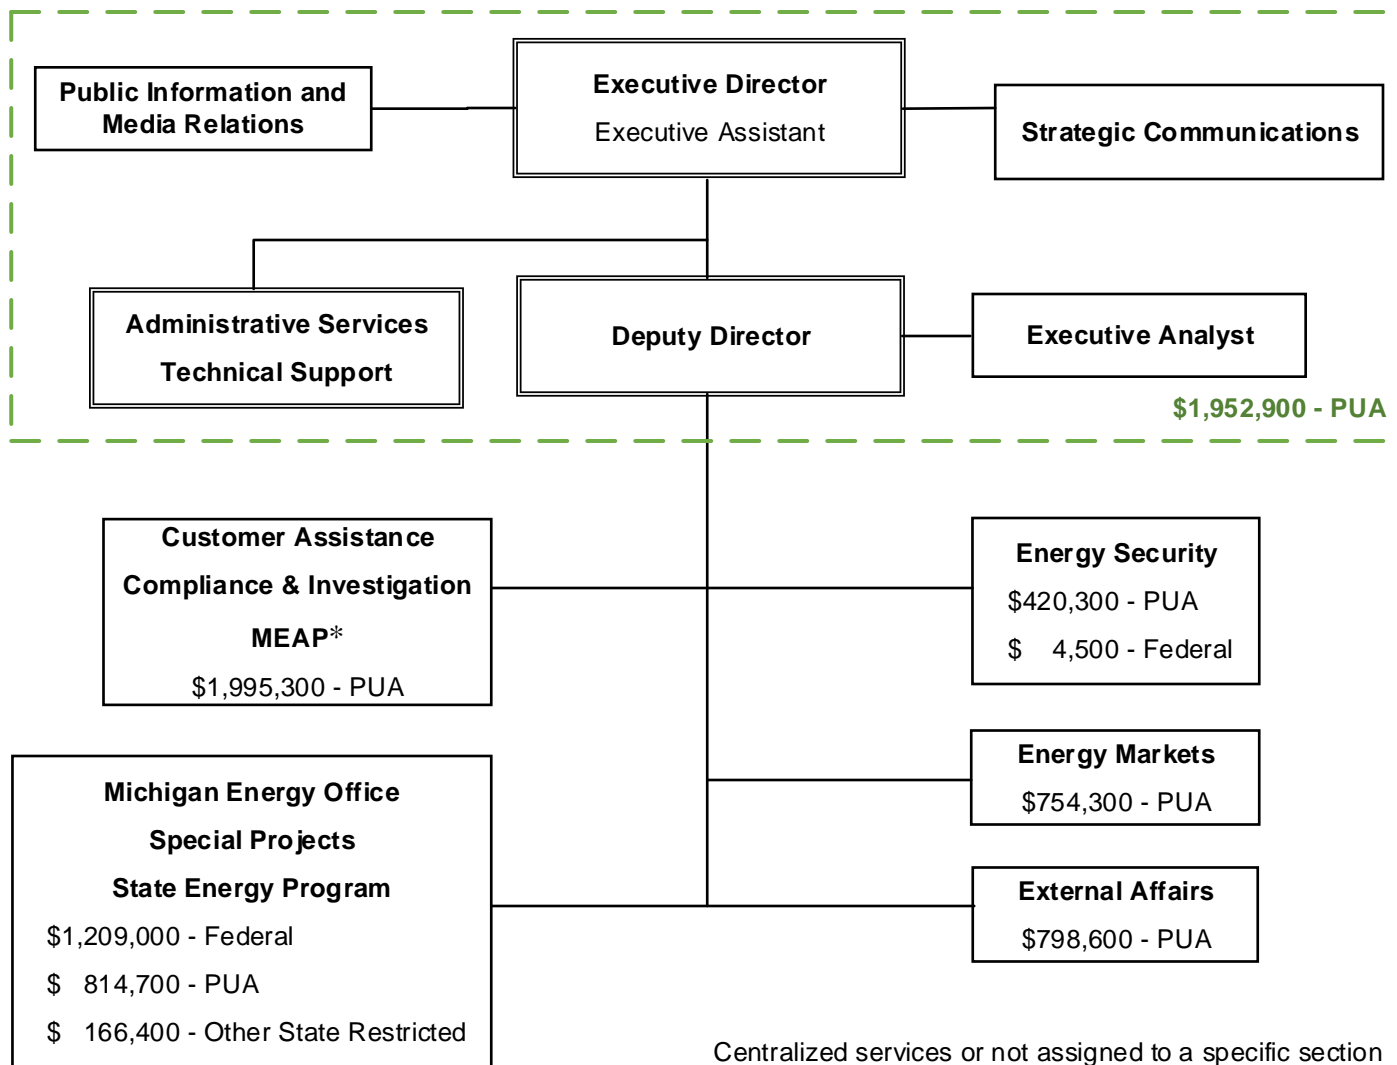 Public Information and
Media Relations
Executive Director
Executive Assistant
Strategic Communications
Administrative Services
Technical Support
Deputy Director
Executive Analyst
$1,952,900 - PUA
Customer Assistance
Compliance & Investigation
MEAP*
$1,995,300 - PUA
Energy Security
$420,300 - PUA
$ 4,500 - Federal
Energy Markets
$754,300 - PUA
External Affairs
$798,600 - PUA
Michigan Energy Office
Special Projects
State Energy Program
$1,209,000 - Federal
$ 814,700 - PUA
$ 166,400 - Other State Restricted
Centralized services or not assigned to a specific section